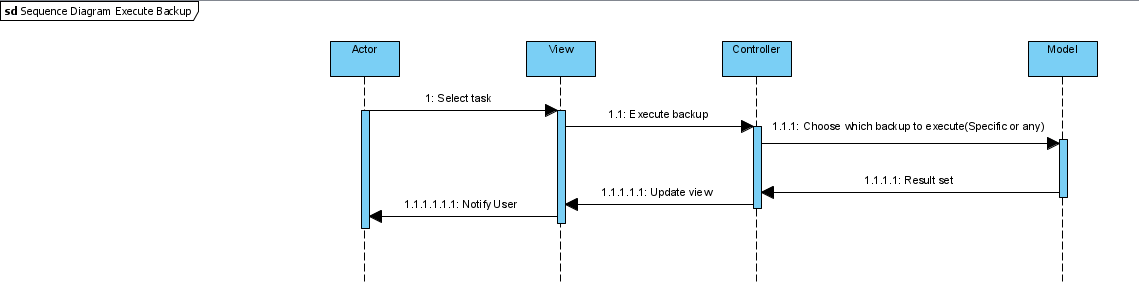 sd Sequence Diagram Execute Backup
Actor
View
Controller
Model
1: Select task
1.1: Execute backup
1.1.1: Choose which backup to execute(Specific or any)
1.1.1.1: Result set
1.1.1.1.1: Update view
1.1.1.1.1.1: Notify User